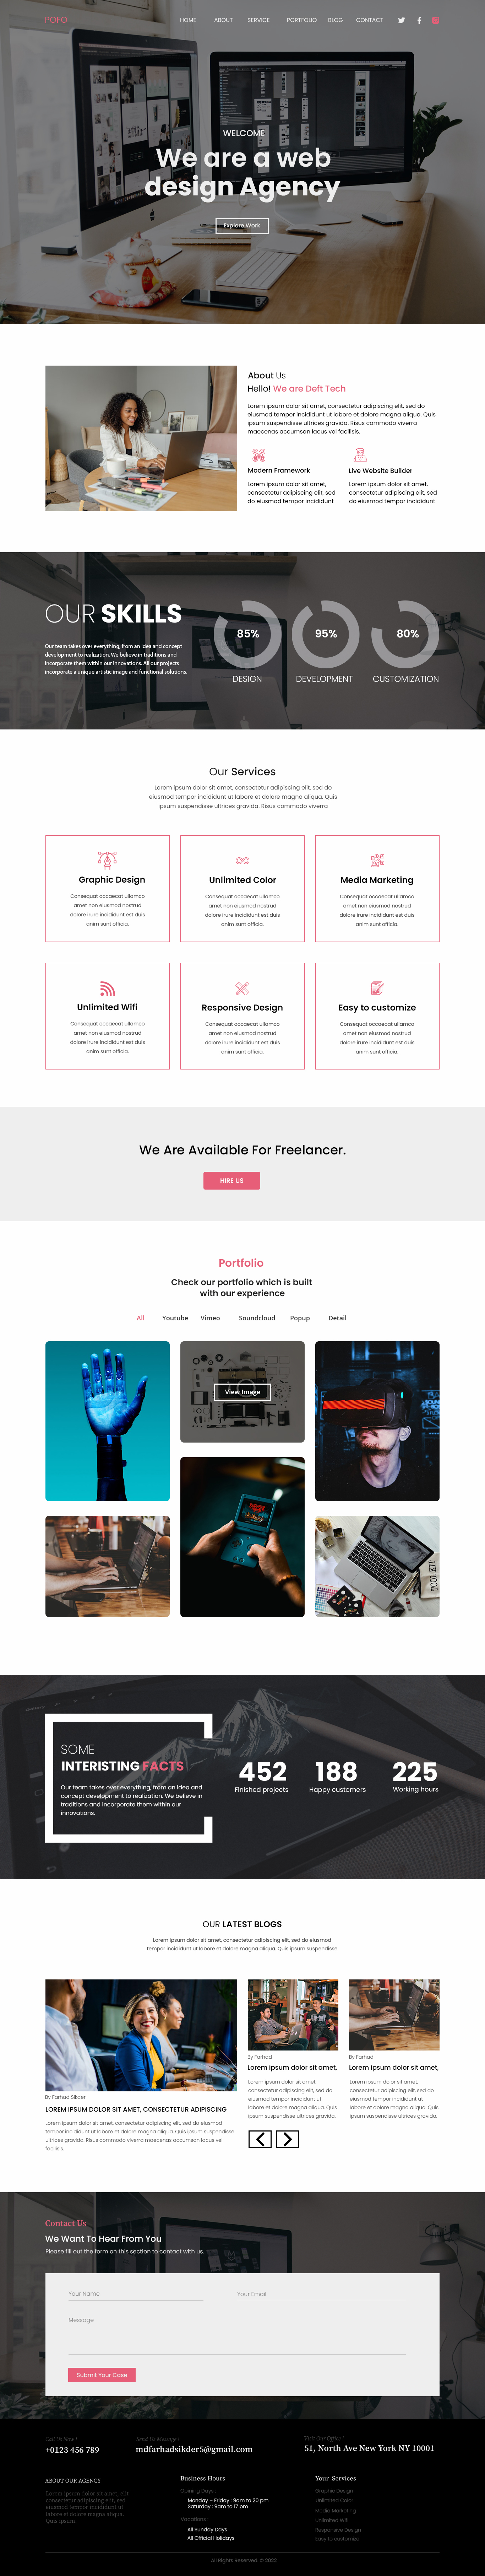 POFO
HOME ABOUT SERVICE PORTFOLIO BLOG CONTACT
WELCOME
We are a web
design Agency
Explore Work
About Us
Hello! We are Deft Tech
Lorem ipsum dolor sit amet, consectetur adipiscing elit, sed do
eiusmod tempor incididunt ut labore et dolore magna aliqua. Quis
ipsum suspendisse ultrices gravida. Risus commodo viverra
maecenas accumsan lacus vel facilisis.
Modern Framework
Lorem ipsum dolor sit amet,
consectetur adipiscing elit, sed
do eiusmod tempor incididunt
Live Website Builder
Lorem ipsum dolor sit amet,
consectetur adipiscing elit, sed
do eiusmod tempor incididunt
OUR SKILLS
Our team takes over everything, from an idea and concept
development to realization. We believe in traditions and
incorporate them within our innovations. All our projects
incorporate a unique artistic image and functional solutions.
85% 95% 80%
DESIGN DEVELOPMENT CUSTOMIZATION
Our Services
Lorem ipsum dolor sit amet, consectetur adipiscing elit, sed do
eiusmod tempor incididunt ut labore et dolore magna aliqua. Quis
ipsum suspendisse ultrices gravida. Risus commodo viverra
Graphic Design
Consequat occaecat ullamco
amet non eiusmod nostrud
dolore irure incididunt est duis
anim sunt officia.
Unlimited Color
Consequat occaecat ullamco
amet non eiusmod nostrud
dolore irure incididunt est duis
anim sunt officia.
Media Marketing
Consequat occaecat ullamco
amet non eiusmod nostrud
dolore irure incididunt est duis
anim sunt officia.
Unlimited Wifi
Consequat occaecat ullamco
amet non eiusmod nostrud
dolore irure incididunt est duis
anim sunt officia.
Responsive Design
Consequat occaecat ullamco
amet non eiusmod nostrud
dolore irure incididunt est duis
anim sunt officia.
Easy to customize
Consequat occaecat ullamco
amet non eiusmod nostrud
dolore irure incididunt est duis
anim sunt officia.
We Are Available For Freelancer.
HIRE US
Portfolio
Check our portfolio which is built
with our experience
All Youtube Vimeo Soundcloud Popup Detail
View Image
TOOL KIT
SOME
INTERISTING FACTS
Our team takes over everything, from an idea and
concept development to realization. We believe in
traditions and incorporate them within our
innovations.
452 188 225
Finished projects Happy customers Working hours
OUR LATEST BLOGS
Lorem ipsum dolor sit amet, consectetur adipiscing elit, sed do eiusmod
tempor incididunt ut labore et dolore magna aliqua. Quis ipsum suspendisse
By Farhad Sikder
LOREM IPSUM DOLOR SIT AMET, CONSECTETUR ADIPISCING
Lorem ipsum dolor sit amet, consectetur adipiscing elit, sed do eiusmod
tempor incididunt ut labore et dolore magna aliqua. Quis ipsum suspendisse
ultrices gravida. Risus commodo viverra maecenas accumsan lacus vel
facilisis.
By Farhad
Lorem ipsum dolor sit amet,
Lorem ipsum dolor sit amet,
consectetur adipiscing elit, sed do
eiusmod tempor incididunt ut
labore et dolore magna aliqua. Quis
ipsum suspendisse ultrices gravida.
By Farhad
Lorem ipsum dolor sit amet,
Lorem ipsum dolor sit amet,
consectetur adipiscing elit, sed do
eiusmod tempor incididunt ut
labore et dolore magna aliqua. Quis
ipsum suspendisse ultrices gravida.
Contact Us
We Want To Hear From You
Please fill out the form on this section to contact with us.
Your Name
Your Email
Message
Submit Your Case
Call Us Now !
+0123 456 789
Send Us Message !
mdfarhadsikder5@gmail.com
Visit Our Office !
51, North Ave New York NY 10001
ABOUT OUR AGENCY
Lorem ipsum dolor sit amet, elit
consectetur adipiscing elit, sed
eiusmod tempor incididunt ut
labore et dolore magna aliqua.
Quis ipsum.
Business Hours
Opining Days :
Monday – Friday : 9am to 20 pm
Saturday : 9am to 17 pm
Vacations :
All Sunday Days
All Official Holidays
Your Services
Graphic Design
Unlimited Color
Media Marketing
Unlimited Wifi
Responsive Design
Easy to customize
All Rights Reserved. © 2022